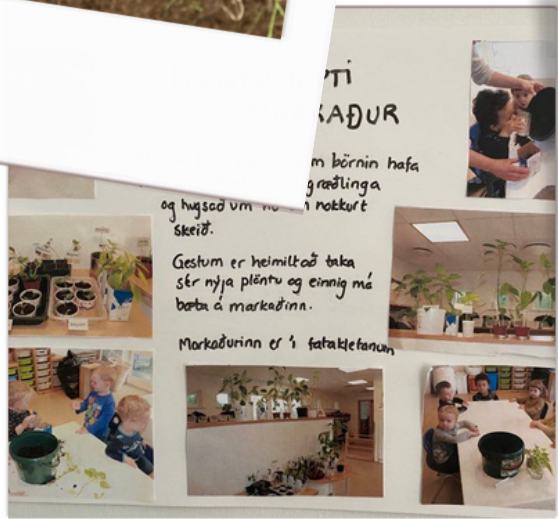 PTI
KAÐUR
börnin hafa
græðlinga
og hugsað um nokkurt
skeið.
Gestum er heimilt að taka
sér nýja plöntu og einnig má
bæta á markaðinn.
Markaðurinn er í fataklefanum